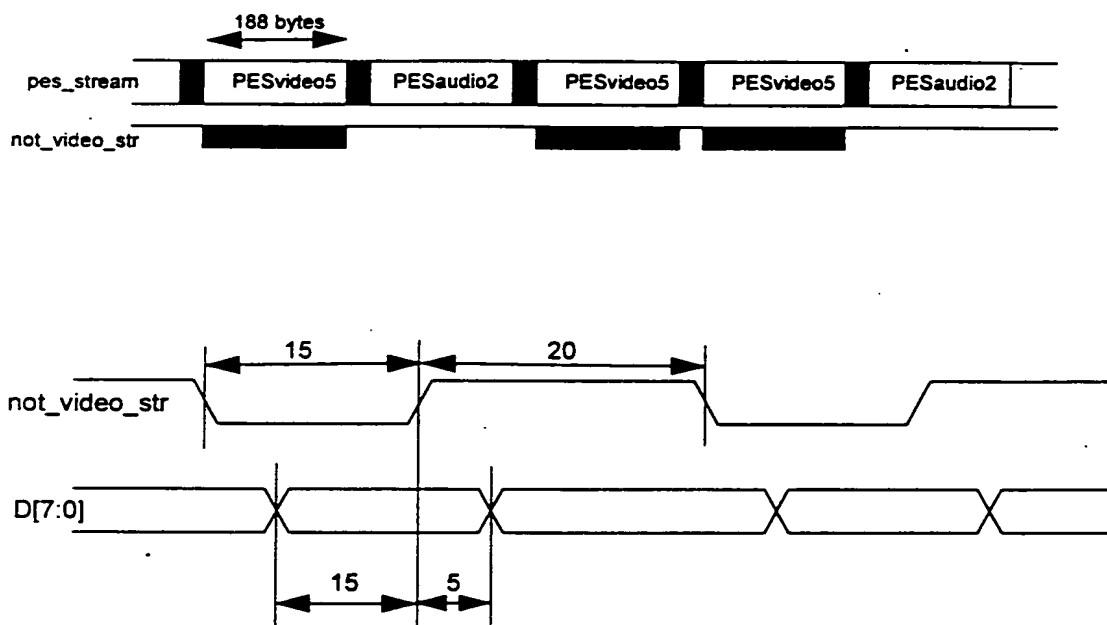 188 bytes
pes_stream PESvideo5 PESaudio2 PESvideo5 PESvideo5 PESaudio2
not_video_str
15 20
not_video_str
D[7:0]
15 5